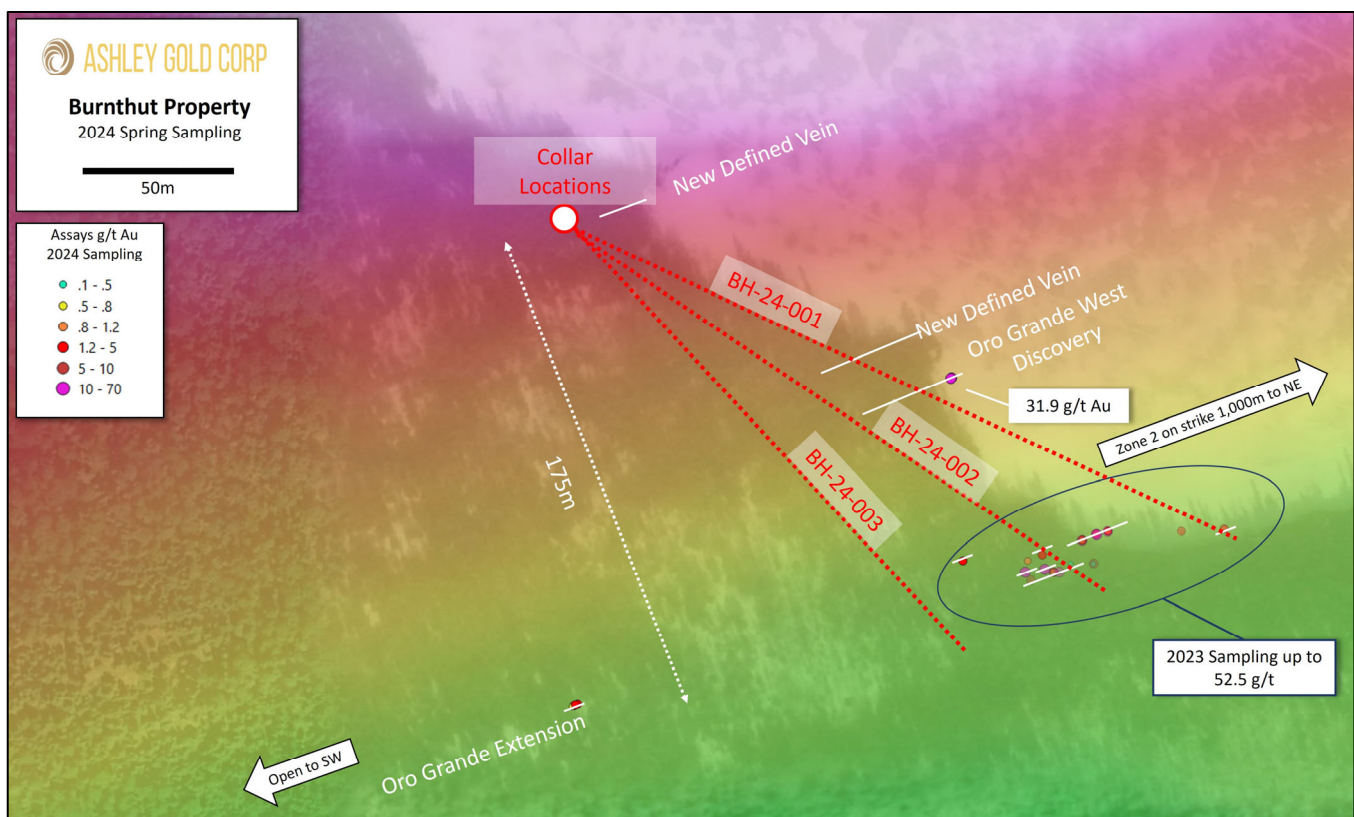 ASHLEY GOLD CORP
Burnthut Property
2024 Spring Sampling
50m
Assays g/t Au
2024 Sampling
.1 - .5
.5 - .8
.8 - 1.2
1.2 - 5
5 - 10
10 - 70
Collar
Locations
New Defined Vein
BH-24-001
New Defined Vein
Oro Grande West
Discovery
31.9 g/t Au
Zone 2 on strike 1,000m to NE
BH-24-002
BH-24-003
175m
2023 Sampling up to
52.5 g/t
Oro Grande Extension
Open to SW